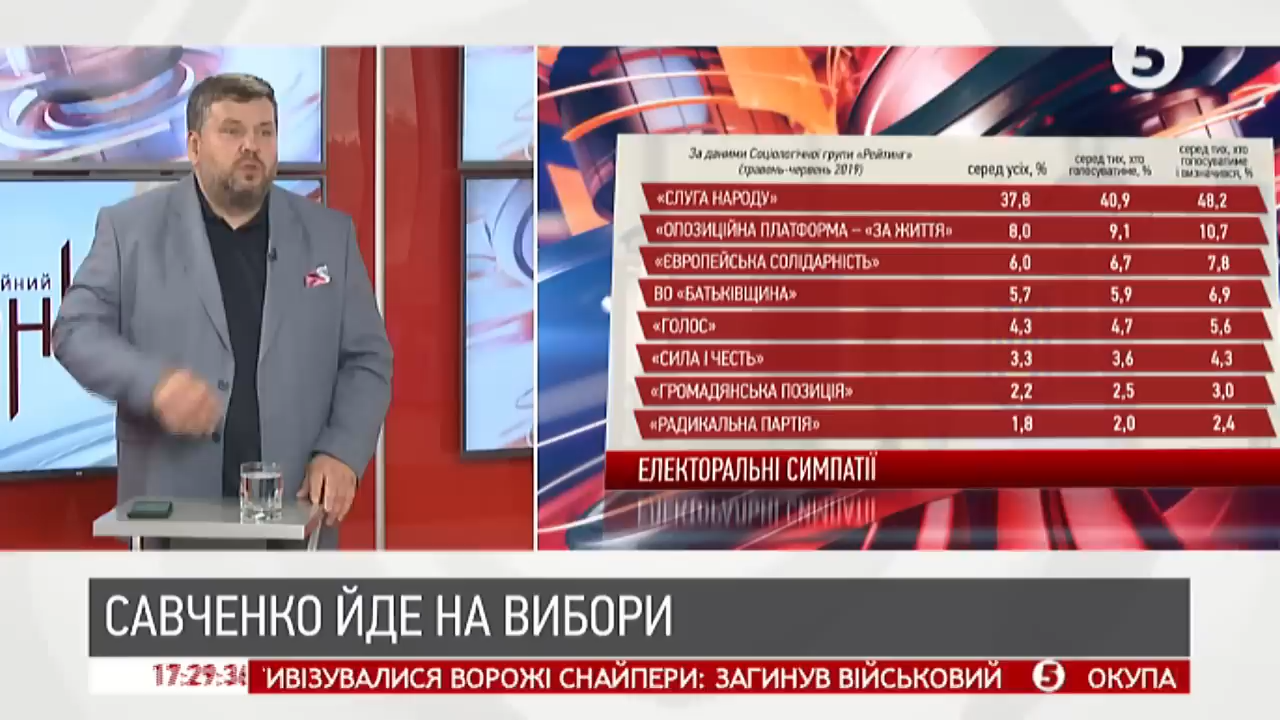 5
За даними Соціологічної групи «Рейтинг»
(травень-червень 2019)
серед усіх, %
серед тих, хто
голосуватиме, %
серед тих, хто
голосуватиме
і визначився, %
«СЛУГА НАРОДУ» 37,8 40,9 48,2
«ОПОЗИЦІЙНА ПЛАТФОРМА – «ЗА ЖИТТЯ» 8,0 9,1 10,7
«ЄВРОПЕЙСЬКА СОЛІДАРНІСТЬ» 6,0 6,7 7,8
ВО «БАТЬКІВЩИНА» 5,7 5,9 6,9
«ГОЛОС» 4,3 4,7 5,6
«СИЛА І ЧЕСТЬ» 3,3 3,6 4,3
«ГРОМАДЯНСЬКА ПОЗИЦІЯ» 2,2 2,5 3,0
«РАДИКАЛЬНА ПАРТІЯ» 1,8 2,0 2,4
ЕЛЕКТОРАЛЬНІ СИМПАТІЇ
ійний
САВЧЕНКО ЙДЕ НА ВИБОРИ
17:29:36 ИВІЗУВАЛИСЯ ВОРОЖІ СНАЙПЕРИ: ЗАГИНУВ ВІЙСЬКОВИЙ 5 ОКУПА